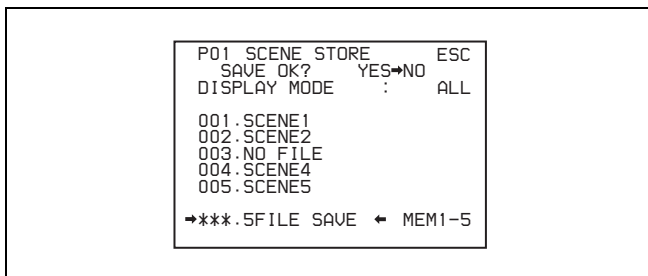 P01 SCENE STORE ESC
SAVE OK? YES➡NO
DISPLAY MODE : ALL
001.SCENE1
002.SCENE2
003.NO FILE
004.SCENE4
005.SCENE5
➡***.5FILE SAVE ⬅ MEM1-5